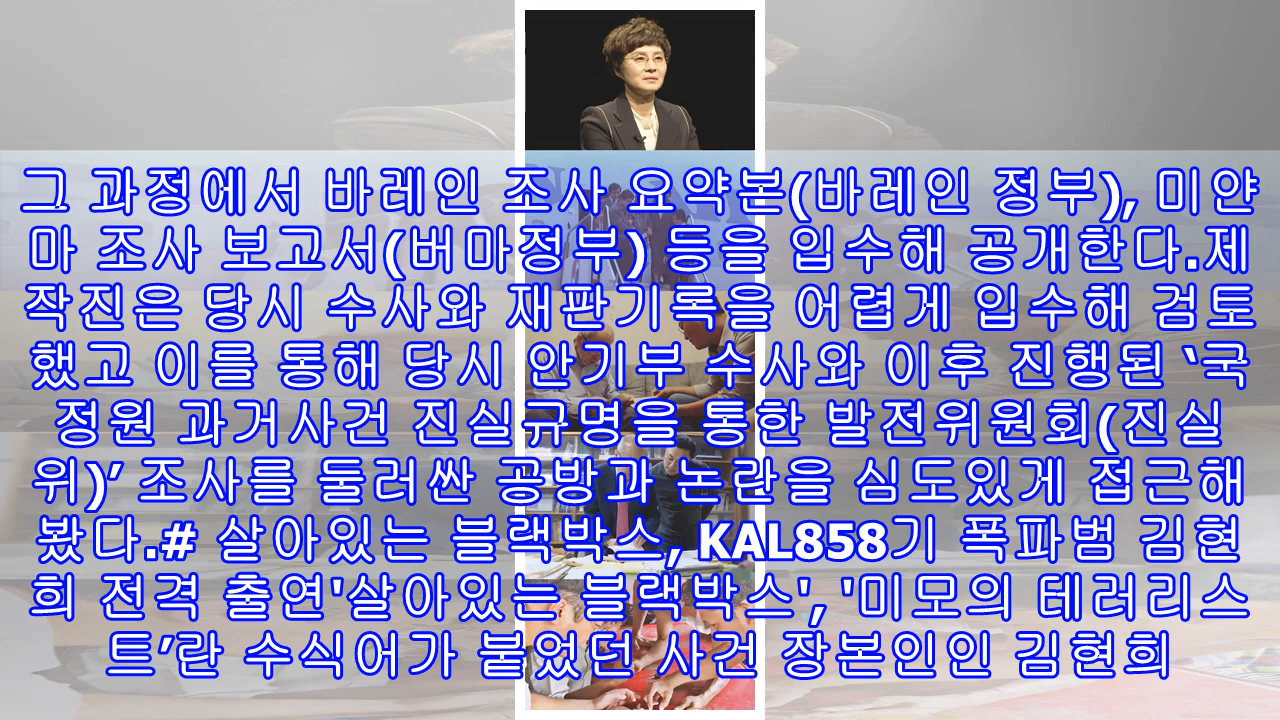 그 과정에서 바레인 조사 요약본(바레인 정부), 미얀
마 조사 보고서(버마정부) 등을 입수해 공개한다.제
작진은 당시 수사와 재판기록을 어렵게 입수해 검토
했고 이를 통해 당시 안기부 수사와 이후 진행된 ‘국
정원 과거사건 진실규명을 통한 발전위원회(진실
위)’ 조사를 둘러싼 공방과 논란을 심도있게 접근해
봤다.# 살아있는 블랙박스, KAL858기 폭파범 김현
희 전격 출연'살아있는 블랙박스', '미모의 테러리스
트’란 수식어가 붙었던 사건 장본인인 김현희